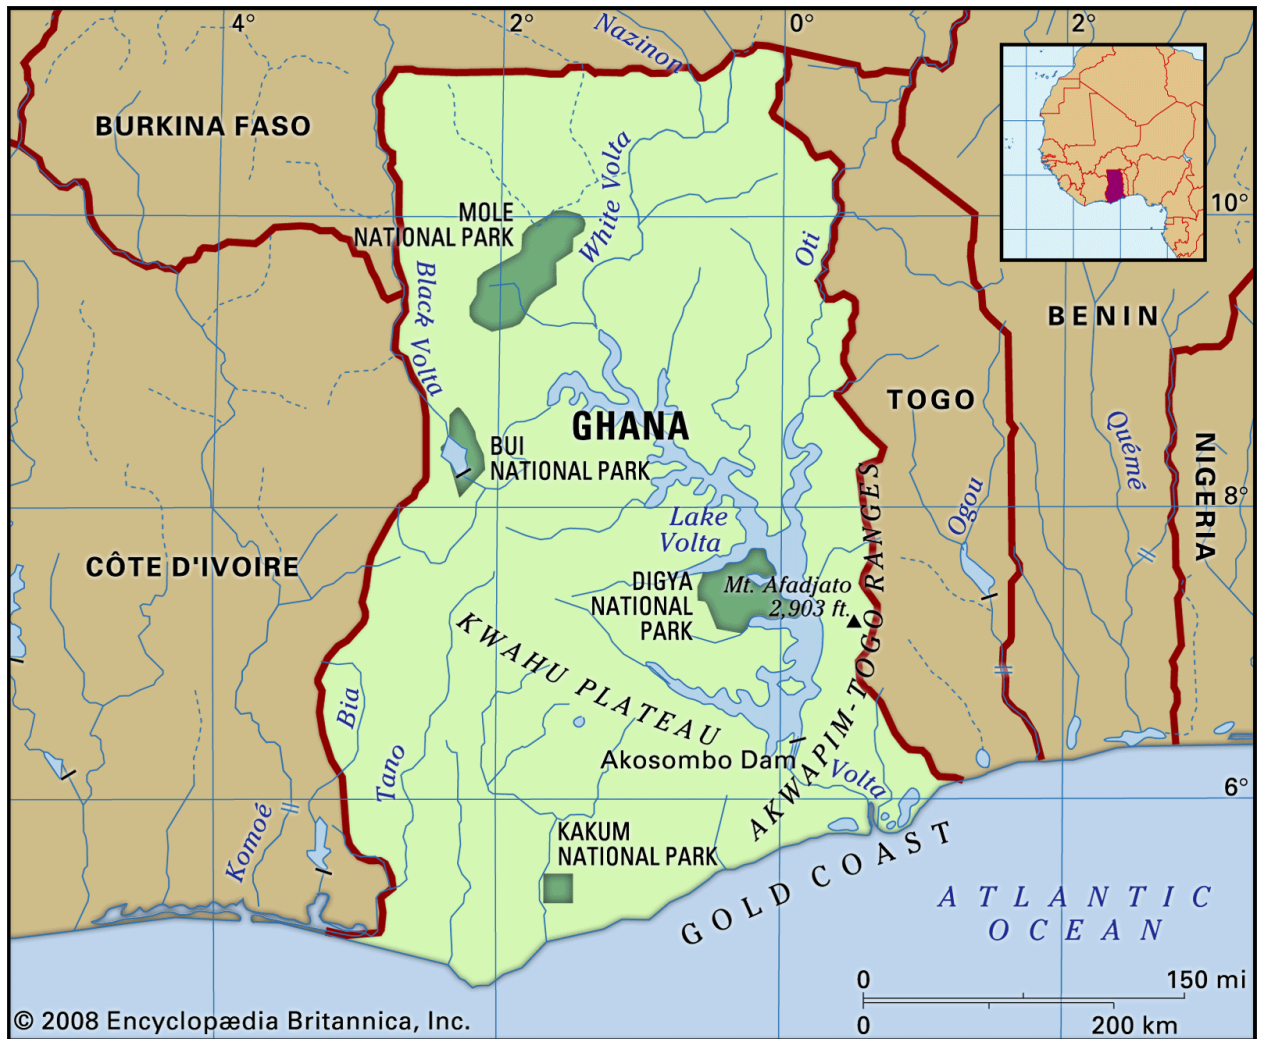 4°
2°
0°
2°
Nazinon
BURKINA FASO
White Volta
MOLE
NATIONAL PARK
10°
Oti
Black Volta
BENIN
TOGO
GHANA
BUI
NATIONAL PARK
Quémé
NIGERIA
8°
Ogou
Lake
Volta
CÔTE D'IVOIRE
DIGYA
NATIONAL
PARK
Mt. Afadjato
2,903 ft.
KWAHU PLATEAU
AKWAPIM-TOGO RANGES
Bia
Tano
Akosombo Dam
Volta
6°
Komoé
KAKUM
NATIONAL PARK
GOLD COAST
ATLANTIC
OCEAN
0 150 mi
0 200 km
© 2008 Encyclopædia Britannica, Inc.